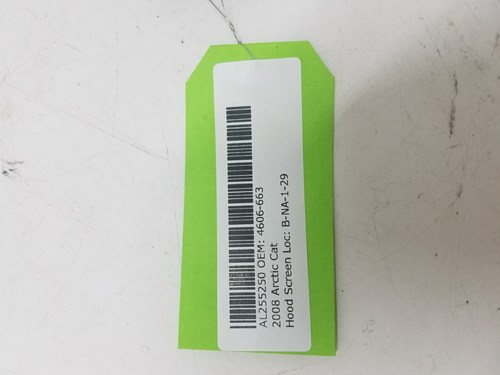 AL255250 OEM: 4606-663
2008 Arctic Cat
Hood Screen Loc: B-NA-1-29